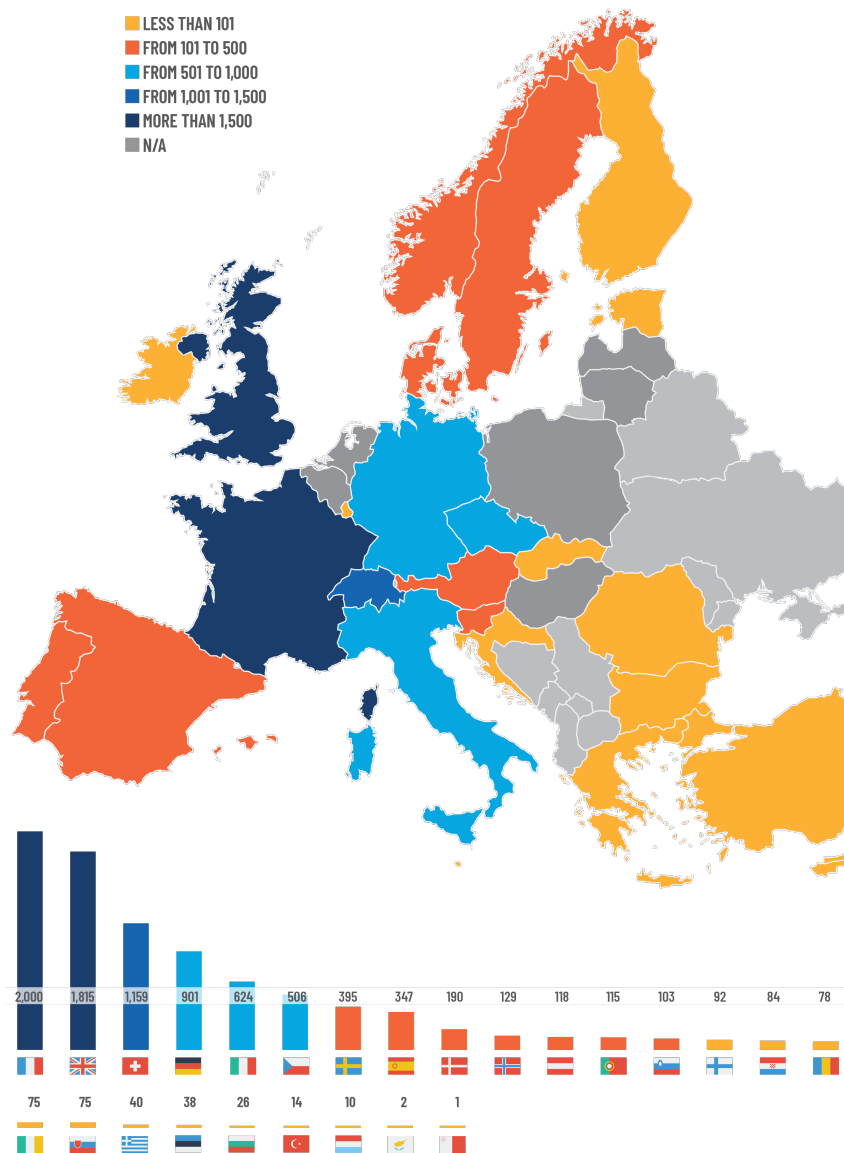 LESS THAN 101
FROM 101 TO 500
FROM 501 TO 1,000
FROM 1,001 TO 1,500
MORE THAN 1,500
N/A
2,000 1,815 1,159 901 624 506 395 347 190 129 118 115 103 92 84 78
75 75 40 38 26 14 10 2 1